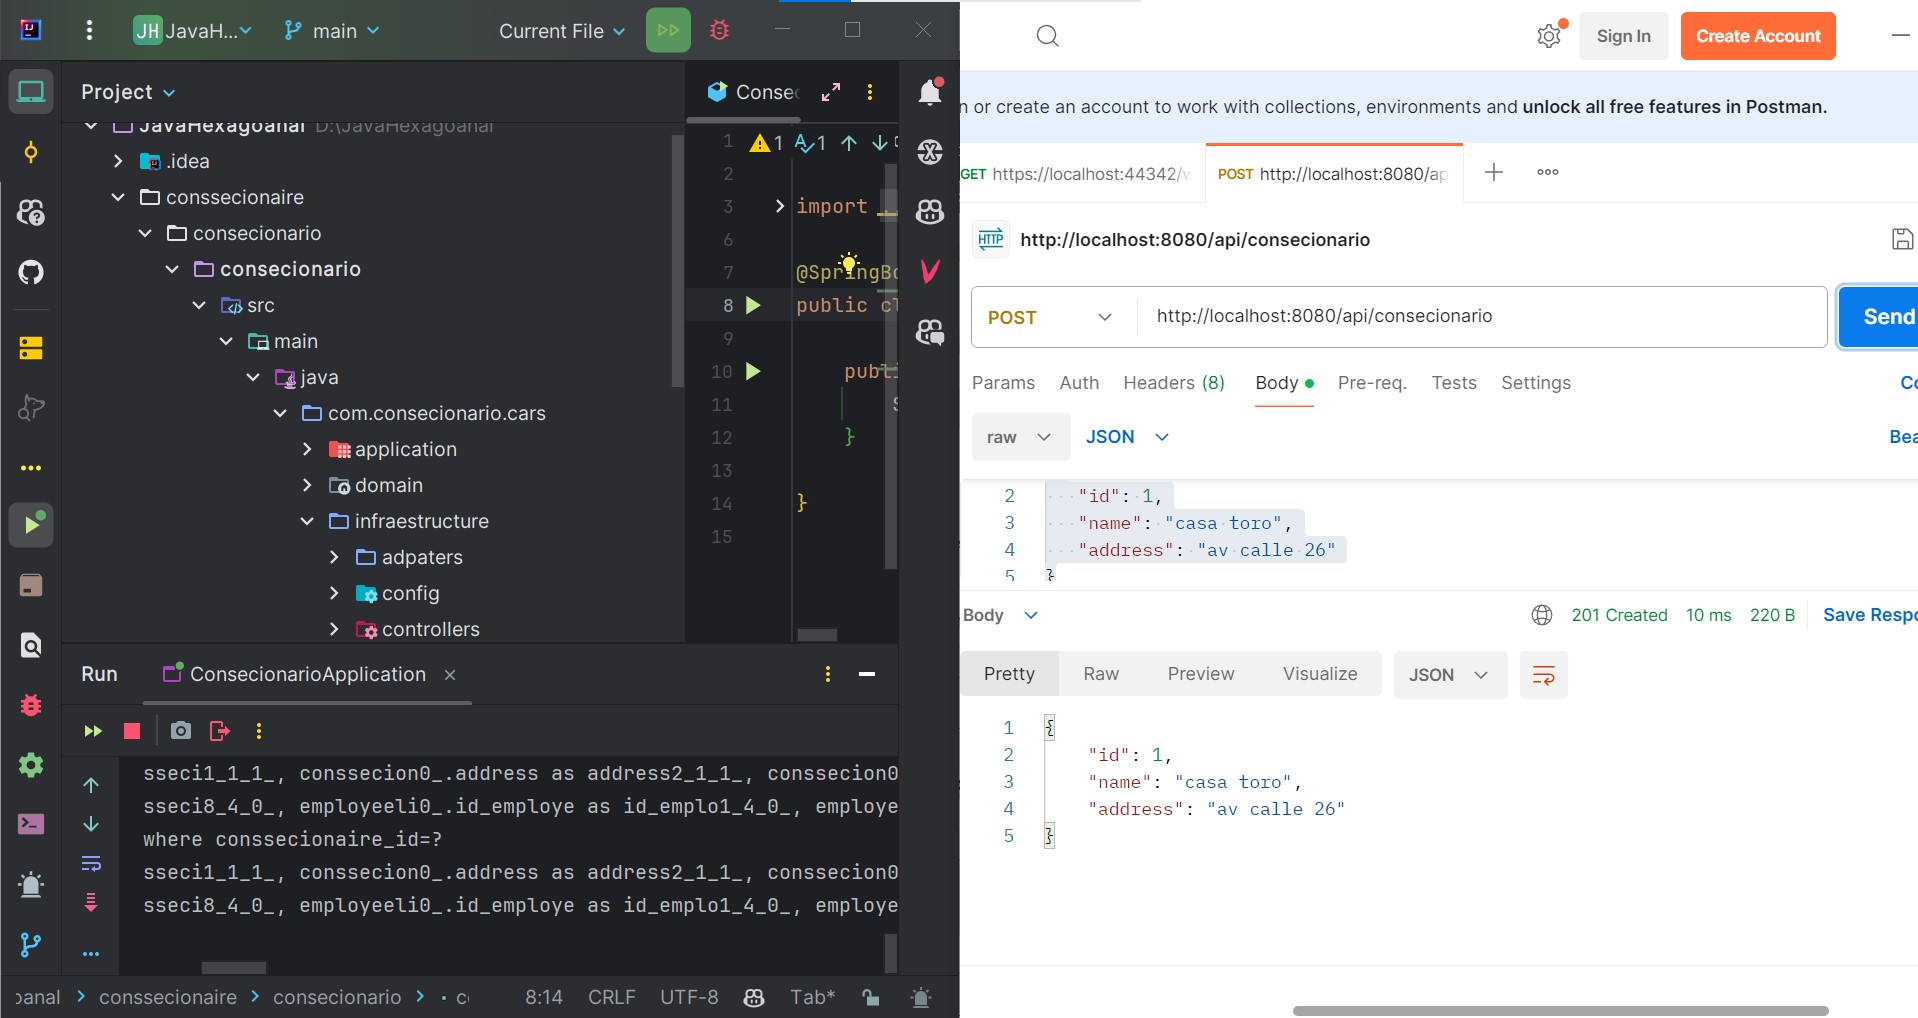 JH JavaH...
main
Current File
Project
Consec
JavaHexagoanal D:\JavaHexagoanal
.idea
conssecionaire
consecionario
consecionario
src
main
java
com.consecionario.cars
application
domain
infraestructure
adpaters
config
controllers
1 1 1
2
3 import
6
7 @SpringBo
8 public cl
9
10 publi
11 S
12 }
13
14 }
15
Run ConsecionarioApplication
sseci1_1_1_, conssecion0_.address as address2_1_1_, conssecion0
sseci8_4_0_, employeeli0_.id_employe as id_emplo1_4_0_, employe
where conssecionaire_id=?
sseci1_1_1_, conssecion0_.address as address2_1_1_, conssecion0
sseci8_4_0_, employeeli0_.id_employe as id_emplo1_4_0_, employe
oanal > conssecionaire > consecionario > c 8:14 CRLF UTF-8 Tab*
Sign In Create Account
n or create an account to work with collections, environments and unlock all free features in Postman.
GET https://localhost:44342/w POST http://localhost:8080/ap
HTTP http://localhost:8080/api/consecionario
POST http://localhost:8080/api/consecionario Send
Params Auth Headers (8) Body Pre-req. Tests Settings Co
raw JSON Bea
2 "id": 1,
3 "name": "casa toro",
4 "address": "av calle 26"
5 }
Body 201 Created 10 ms 220 B Save Respo
Pretty Raw Preview Visualize JSON
1 {
2 "id": 1,
3 "name": "casa toro",
4 "address": "av calle 26"
5 }